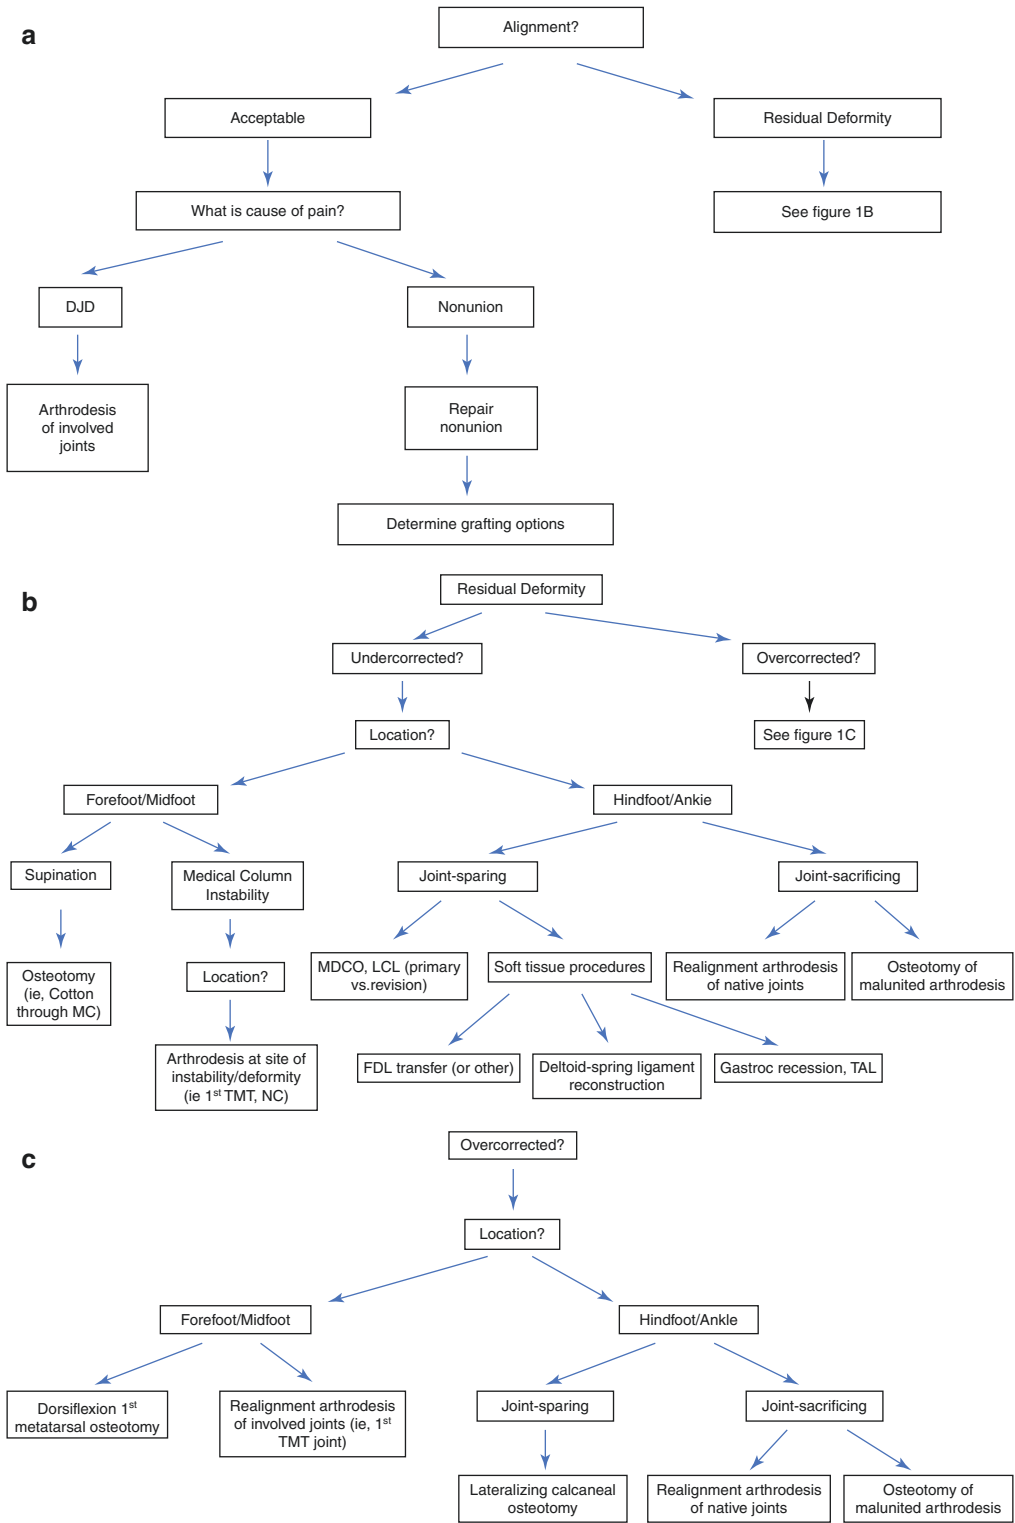 a
Alignment?
Acceptable
Residual Deformity
What is cause of pain?
See figure 1B
DJD
Nonunion
Arthrodesis
of involved
joints
Repair
nonunion
Determine grafting options
b
Residual Deformity
Undercorrected?
Overcorrected?
Location?
See figure 1C
Forefoot/Midfoot
Hindfoot/Ankie
Supination
Medical Column
Instability
Joint-sparing
Joint-sacrificing
Osteotomy
(ie, Cotton
through MC)
Location?
MDCO, LCL (primary
vs.revision)
Soft tissue procedures
Realignment arthrodesis
of native joints
Osteotomy of
malunited arthrodesis
Arthrodesis at site of
instability/deformity
(ie 1st TMT, NC)
FDL transfer (or other)
Deltoid-spring ligament
reconstruction
Gastroc recession, TAL
c
Overcorrected?
Location?
Forefoot/Midfoot
Hindfoot/Ankle
Dorsiflexion 1st
metatarsal osteotomy
Realignment arthrodesis
of involved joints (ie, 1st
TMT joint)
Joint-sparing
Joint-sacrificing
Lateralizing calcaneal
osteotomy
Realignment arthrodesis
of native joints
Osteotomy of
malunited arthrodesis